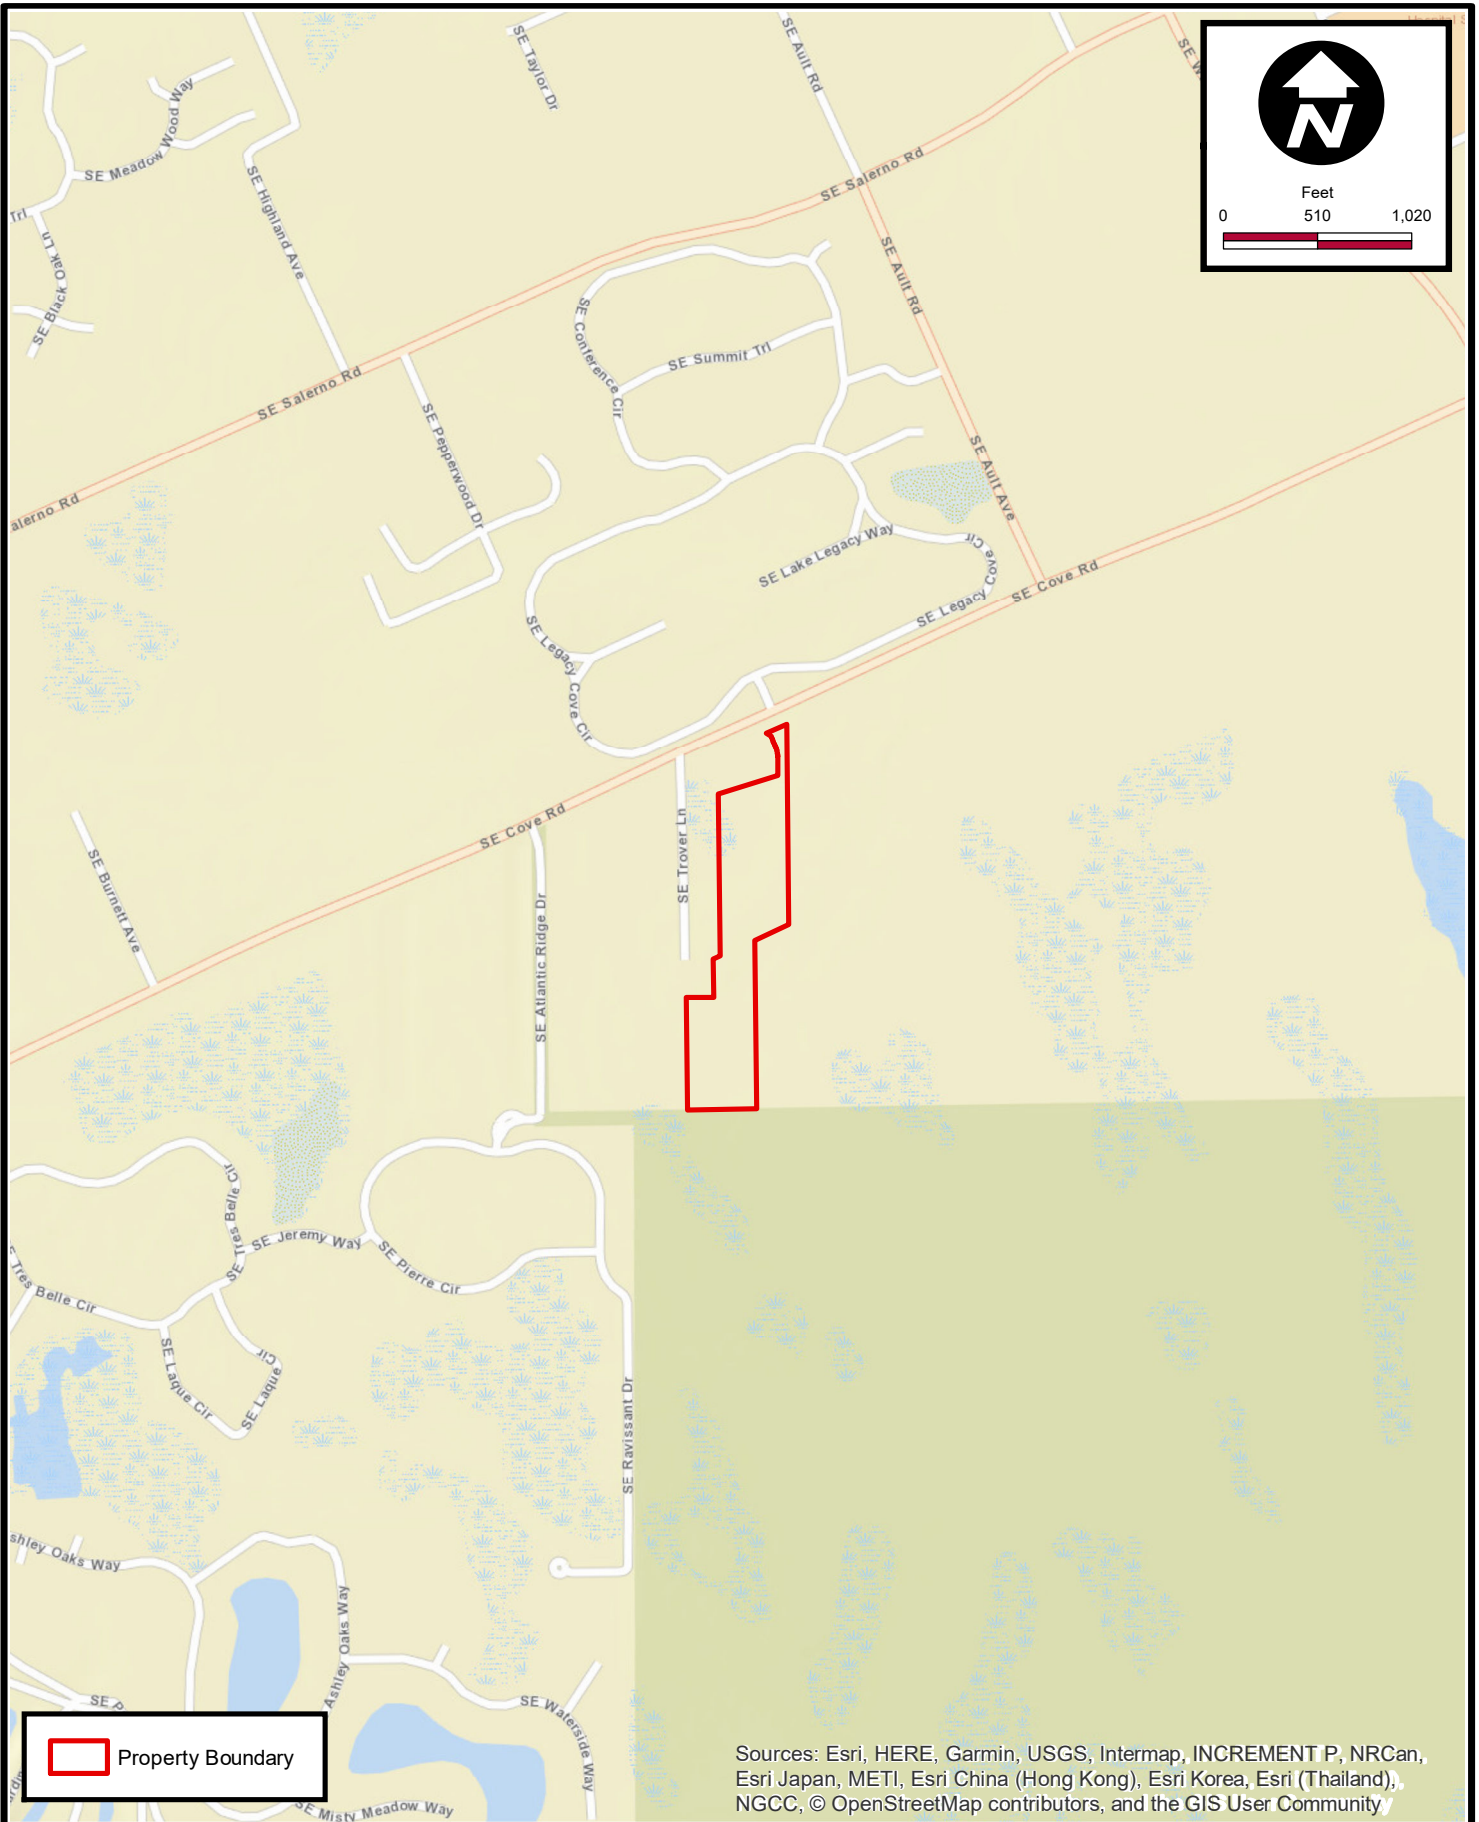 SE Taylor Dr
SE Ault Rd
SE W
Hospital S
N
Feet
0 510 1,020
SE Meadow Wood Way
Trl
SE Black Oak Ln
SE Highland Ave
SE Salerno Rd
SE Ault Rd
SE Conference Cir
SE Summit Trl
SE Salerno Rd
SE Pepperwood Dr
SE Ault Ave
alerno Rd
SE Lake Legacy Way
SE Legacy Cove Cir
SE Cove Rd
SE Legacy Cove Cir
SE Cove Rd
SE Trover Ln
SE Burnett Ave
SE Atlantic Ridge Dr
SE Tres Belle Cir
SE Jeremy Way
SE Pierre Cir
Tres Belle Cir
SE Laque Cir
SE Laque Cir
SE Ravissant Dr
shley Oaks Way
Ashley Oaks Way
SE P
SE Waterside Way
SE Misty Meadow Way
Property Boundary
Sources: Esri, HERE, Garmin, USGS, Intermap, INCREMENT P, NRCan,
Esri Japan, METI, Esri China (Hong Kong), Esri Korea, Esri (Thailand),
NGCC, © OpenStreetMap contributors, and the GIS User Community